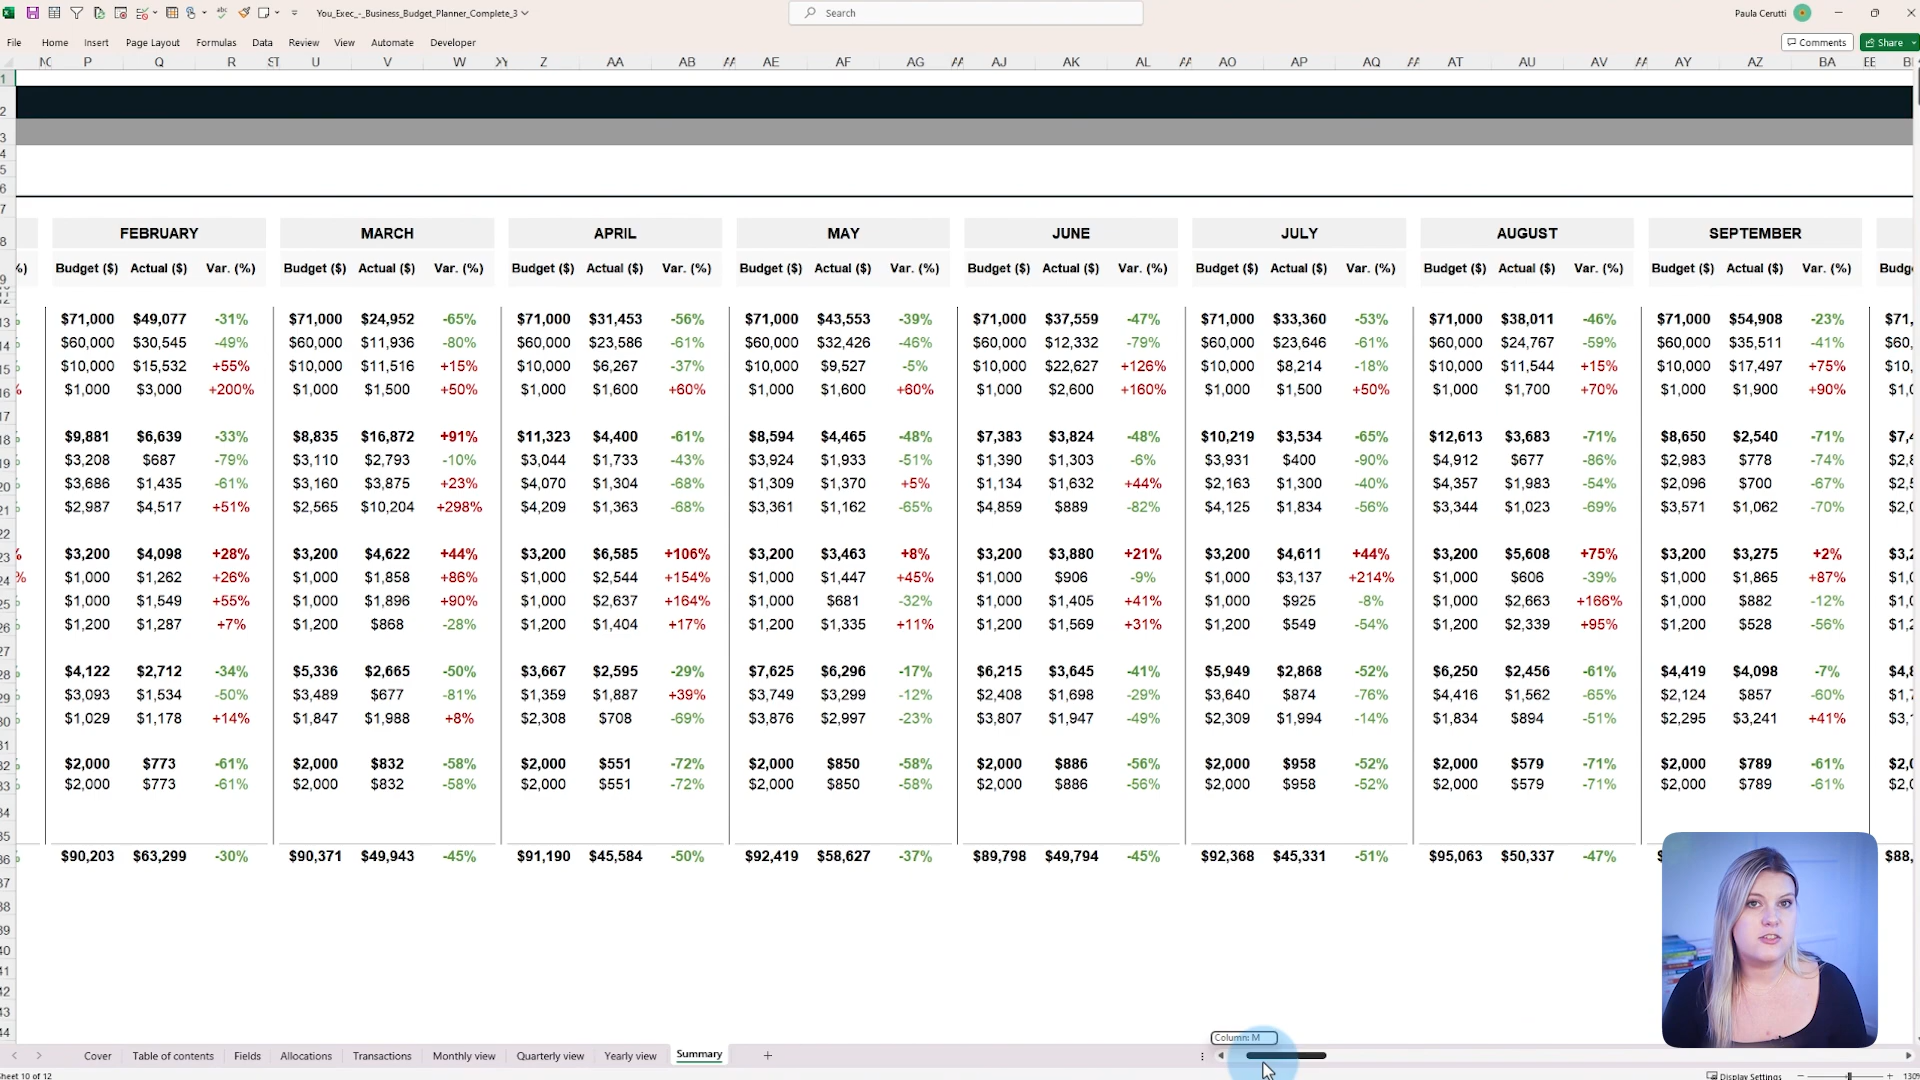 You_Exec_-_Business_Budget_Planner_Complete_3
Search
Paula Cerutti
File Home Insert Page Layout Formulas Data Review View Automate Developer
Comments Share
P Q R U V W Z AA AB AE AF AG AJ AK AL AO AP AQ AT AU AV AY AZ BA
FEBRUARY MARCH APRIL MAY JUNE JULY AUGUST SEPTEMBER
Budget ($) Actual ($) Var. (%) Budget ($) Actual ($) Var. (%) Budget ($) Actual ($) Var. (%) Budget ($) Actual ($) Var. (%) Budget ($) Actual ($) Var. (%) Budget ($) Actual ($) Var. (%) Budget ($) Actual ($) Var. (%) Budget ($) Actual ($) Var. (%)
$71,000 $49,077 -31% $71,000 $24,952 -65% $71,000 $31,453 -56% $71,000 $43,553 -39% $71,000 $37,559 -47% $71,000 $33,360 -53% $71,000 $38,011 -46% $71,000 $54,908 -23%
$60,000 $30,545 -49% $60,000 $11,936 -80% $60,000 $23,586 -61% $60,000 $32,426 -46% $60,000 $12,332 -79% $60,000 $23,646 -61% $60,000 $24,767 -59% $60,000 $35,511 -41%
$10,000 $15,532 +55% $10,000 $11,516 +15% $10,000 $6,267 -37% $10,000 $9,527 -5% $10,000 $22,627 +126% $10,000 $8,214 -18% $10,000 $11,544 +15% $10,000 $17,497 +75%
$1,000 $3,000 +200% $1,000 $1,500 +50% $1,000 $1,600 +60% $1,000 $1,600 +60% $1,000 $2,600 +160% $1,000 $1,500 +50% $1,000 $1,700 +70% $1,000 $1,900 +90%
$9,881 $6,639 -33% $8,835 $16,872 +91% $11,323 $4,400 -61% $8,594 $4,465 -48% $7,383 $3,824 -48% $10,219 $3,534 -65% $12,613 $3,683 -71% $8,650 $2,540 -71%
$3,208 $687 -79% $3,110 $2,793 -10% $3,044 $1,733 -43% $3,924 $1,933 -51% $1,390 $1,303 -6% $3,931 $400 -90% $4,912 $677 -86% $2,983 $778 -74%
$3,686 $1,435 -61% $3,160 $3,875 +23% $4,070 $1,304 -68% $1,309 $1,370 +5% $1,134 $1,632 +44% $2,163 $1,300 -40% $4,357 $1,983 -54% $2,096 $700 -67%
$2,987 $4,517 +51% $2,565 $10,204 +298% $4,209 $1,363 -68% $3,361 $1,162 -65% $4,859 $889 -82% $4,125 $1,834 -56% $3,344 $1,023 -69% $3,571 $1,062 -70%
$3,200 $4,098 +28% $3,200 $4,622 +44% $3,200 $6,585 +106% $3,200 $3,463 +8% $3,200 $3,880 +21% $3,200 $4,611 +44% $3,200 $5,608 +75% $3,200 $3,275 +2%
$1,000 $1,262 +26% $1,000 $1,858 +86% $1,000 $2,544 +154% $1,000 $1,447 +45% $1,000 $906 -9% $1,000 $3,137 +214% $1,000 $606 -39% $1,000 $1,865 +87%
$1,000 $1,549 +55% $1,000 $1,896 +90% $1,000 $2,637 +164% $1,000 $681 -32% $1,000 $1,405 +41% $1,000 $925 -8% $1,000 $2,663 +166% $1,000 $882 -12%
$1,200 $1,287 +7% $1,200 $868 -28% $1,200 $1,404 +17% $1,200 $1,335 +11% $1,200 $1,569 +31% $1,200 $549 -54% $1,200 $2,339 +95% $1,200 $528 -56%
$4,122 $2,712 -34% $5,336 $2,665 -50% $3,667 $2,595 -29% $7,625 $6,296 -17% $6,215 $3,645 -41% $5,949 $2,868 -52% $6,250 $2,456 -61% $4,419 $4,098 -7%
$3,093 $1,534 -50% $3,489 $677 -81% $1,359 $1,887 +39% $3,749 $3,299 -12% $2,408 $1,698 -29% $3,640 $874 -76% $4,416 $1,562 -65% $2,124 $857 -60%
$1,029 $1,178 +14% $1,847 $1,988 +8% $2,308 $708 -69% $3,876 $2,997 -23% $3,807 $1,947 -49% $2,309 $1,994 -14% $1,834 $894 -51% $2,295 $3,241 +41%
$2,000 $773 -61% $2,000 $832 -58% $2,000 $551 -72% $2,000 $850 -58% $2,000 $886 -56% $2,000 $958 -52% $2,000 $579 -71% $2,000 $789 -61%
$2,000 $773 -61% $2,000 $832 -58% $2,000 $551 -72% $2,000 $850 -58% $2,000 $886 -56% $2,000 $958 -52% $2,000 $579 -71% $2,000 $789 -61%
$90,203 $63,299 -30% $90,371 $49,943 -45% $91,190 $45,584 -50% $92,419 $58,627 -37% $89,798 $49,794 -45% $92,368 $45,331 -51% $95,063 $50,337 -47%
Column: M
Cover Table of contents Fields Allocations Transactions Monthly view Quarterly view Yearly view Summary
Sheet 10 of 12
Display Settings
130%